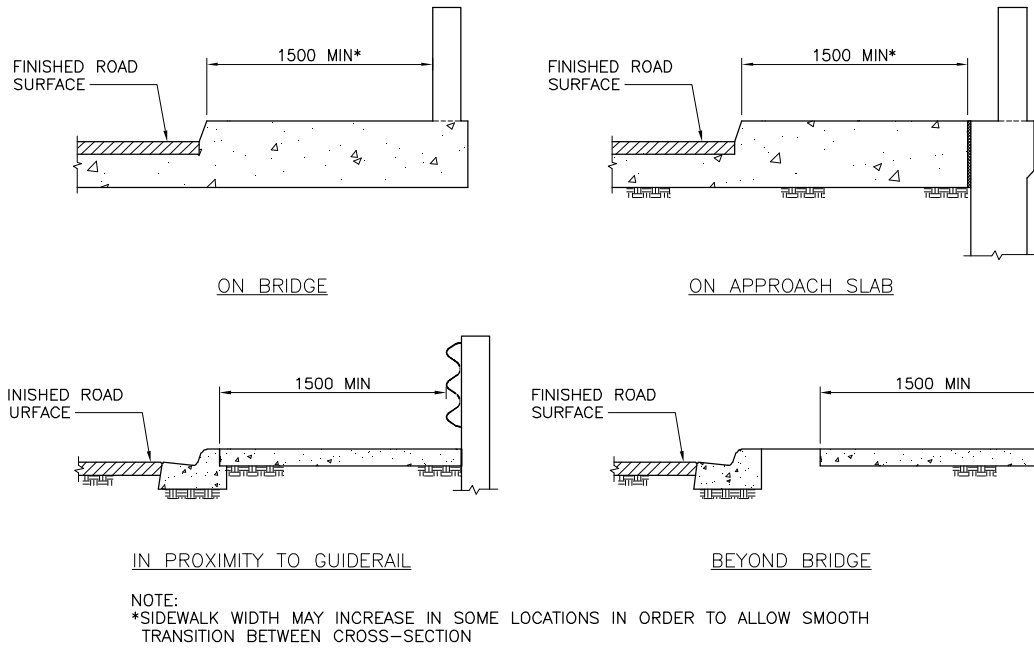 1500 MIN*
FINISHED ROAD
SURFACE
ON BRIDGE
1500 MIN*
FINISHED ROAD
SURFACE
ON APPROACH SLAB
1500 MIN
INISHED ROAD
URFACE
IN PROXIMITY TO GUIDERAIL
1500 MIN
FINISHED ROAD
SURFACE
BEYOND BRIDGE
NOTE:
*SIDEWALK WIDTH MAY INCREASE IN SOME LOCATIONS IN ORDER TO ALLOW SMOOTH
TRANSITION BETWEEN CROSS-SECTION